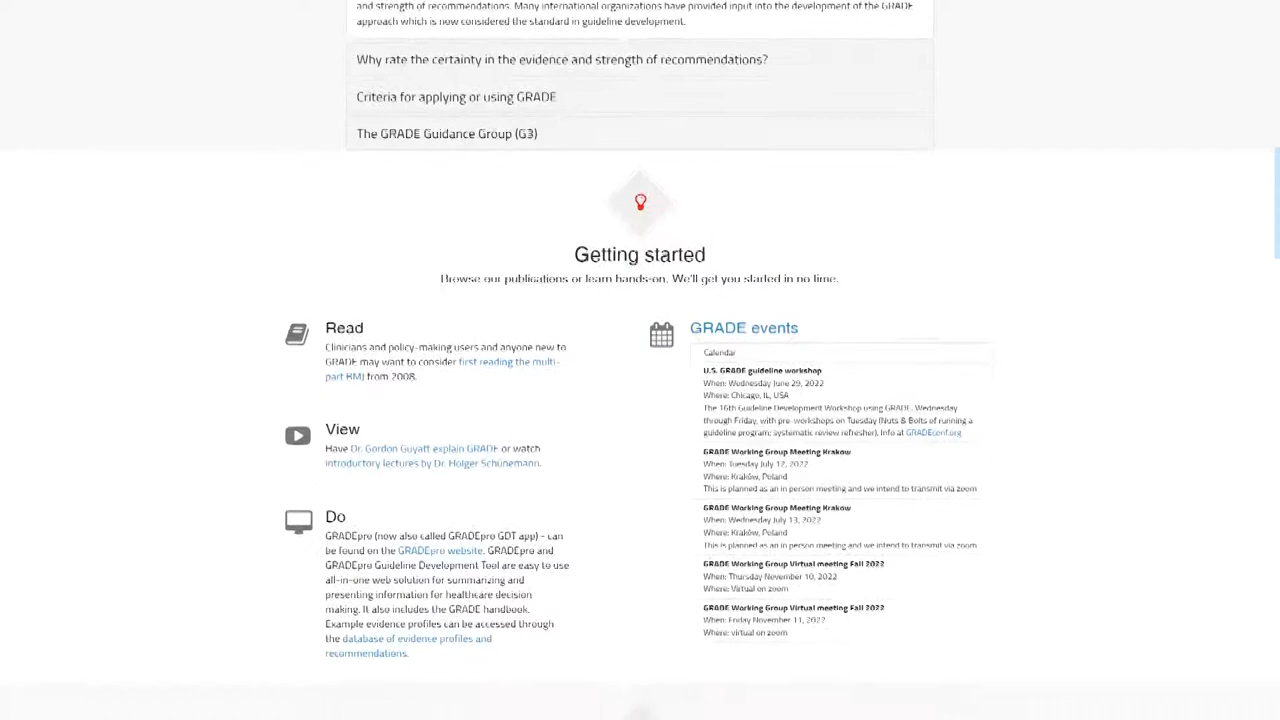 and strength of recommendations. Many international organizations have provided input into the development of the GRADE
approach which is now considered the standard in guideline development.
Why rate the certainty in the evidence and strength of recommendations?
Criteria for applying or using GRADE
The GRADE Guidance Group (G3)
Getting started
Browse our publications or learn hands-on. We'll get you started in no time.
Read
Clinicians and policy-making users and anyone new to
GRADE may want to consider first reading the multi-
part BMJ from 2008.
View
Have Dr. Gordon Guyatt explain GRADE or watch
introductory lectures by Dr. Holger Schünemann.
Do
GRADEpro (now also called GRADEpro GDT app) - can
be found on the GRADEpro website. GRADEpro and
GRADEpro Guideline Development Tool are easy to use
all-in-one web solution for summarizing and
presenting information for healthcare decision
making. It also includes the GRADE handbook.
Example evidence profiles can be accessed through
the database of evidence profiles and
recommendations.
GRADE events
Calendar
U.S. GRADE guideline workshop
When: Wednesday June 29, 2022
Where: Chicago, IL, USA
The 16th Guideline Development Workshop using GRADE. Wednesday
through Friday, with pre-workshops on Tuesday (Nuts & Bolts of running a
guideline program; systematic review refresher). Info at GRADEconf.org
GRADE Working Group Meeting Krakow
When: Tuesday July 12, 2022
Where: Kraków, Poland
This is planned as an in person meeting and we intend to transmit via zoom
GRADE Working Group Meeting Krakow
When: Wednesday July 13, 2022
Where: Kraków, Poland
This is planned as an in person meeting and we intend to transmit via zoom
GRADE Working Group Virtual meeting Fall 2022
When: Thursday November 10, 2022
Where: Virtual on zoom
GRADE Working Group Virtual meeting Fall 2022
When: Friday November 11, 2022
Where: virtual on zoom